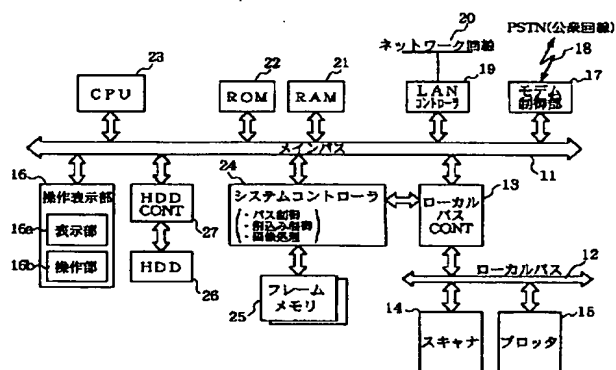 20
ネットワーク回線
PSTN(公衆回線)
18
23
22
21
19
17
CPU
ROM
RAM
LAN
コントローラ
モデム
制御部
メインバス
11
16
操作表示部
16a
表示部
16b
操作部
HDD
CONT
27
HDD
26
24
システムコントローラ
・バス制御
・割込み制御
・画像処理
13
ローカル
バス
CONT
フレーム
メモリ
25
ローカルバス
12
14
スキャナ
プロッタ
15